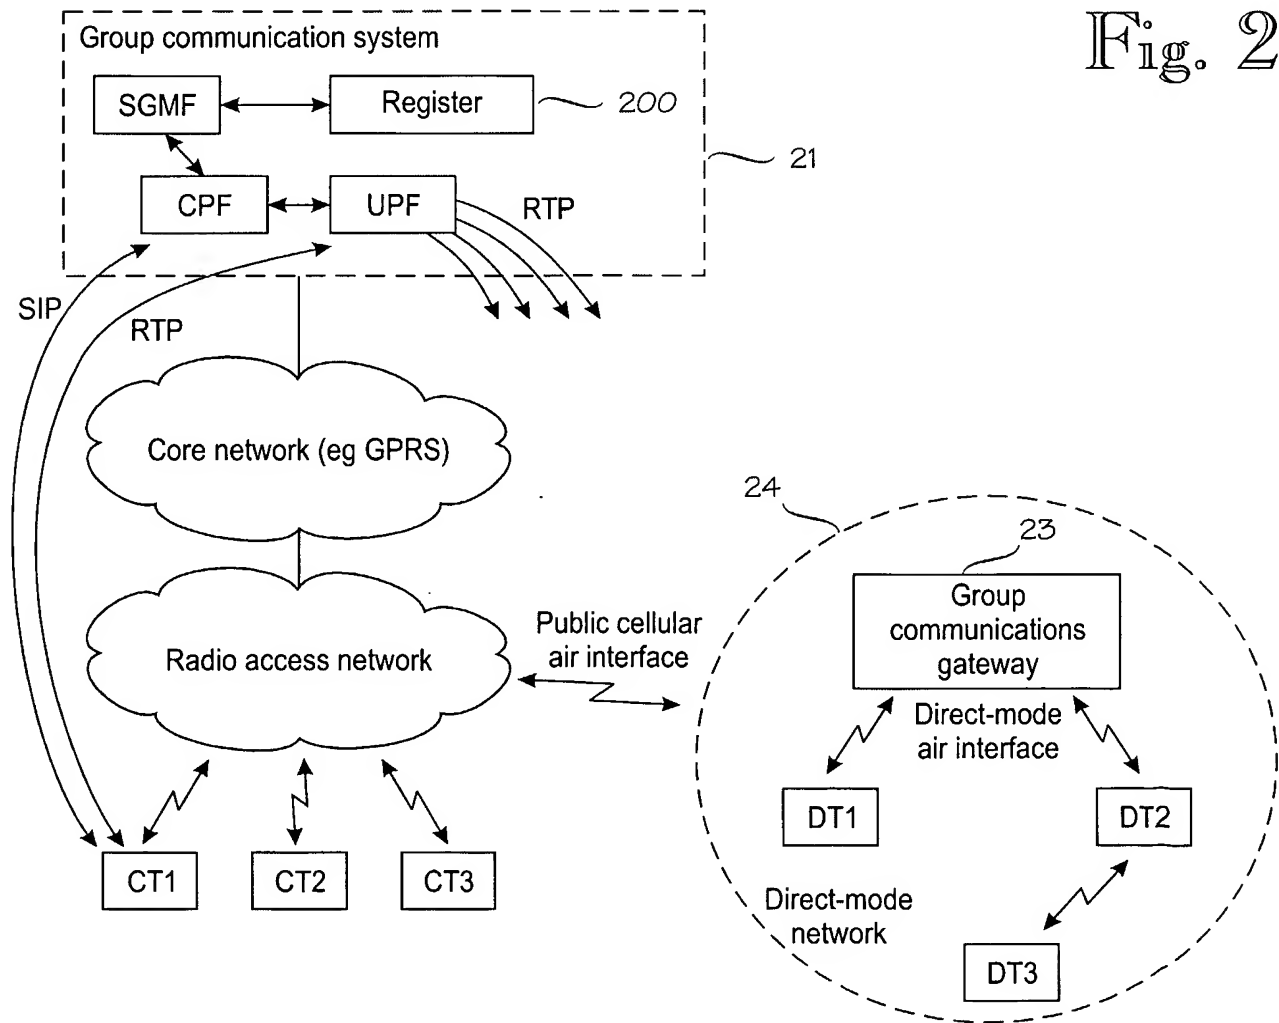 Fig. 2
Group communication system
SGMF
Register
200
21
CPF
UPF
RTP
SIP
RTP
Core network (eg GPRS)
24
23
Group
communications
gateway
Public cellular
air interface
Radio access network
Direct-mode
air interface
DT1
DT2
CT1
CT2
CT3
Direct-mode
network
DT3